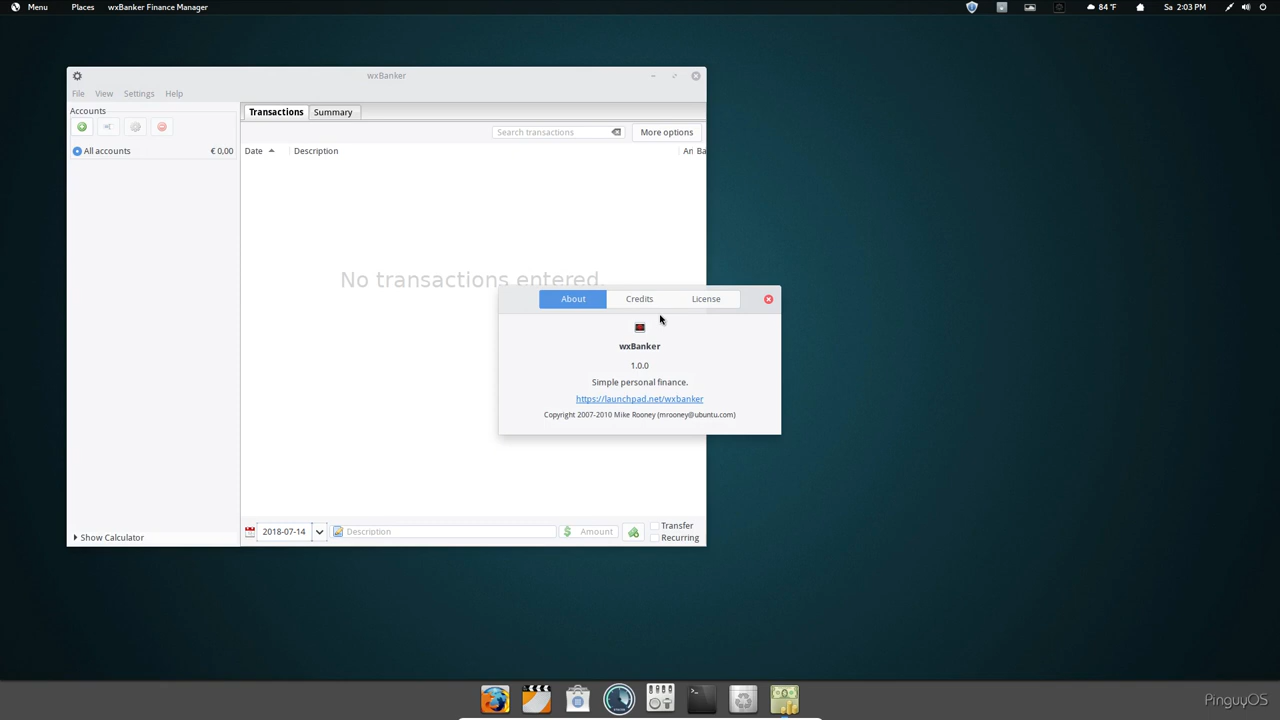 Menu Places wxBanker Finance Manager 84 °F Sa 2:03 PM
wxBanker
File View Settings Help
Accounts
Transactions Summary
Search transactions More options
All accounts € 0,00
Date Description An Ba
No transactions entered.
About Credits License
wxBanker
1.0.0
Simple personal finance.
https://launchpad.net/wxbanker
Copyright 2007-2010 Mike Rooney (mrooney@ubuntu.com)
2018-07-14 Description $ Amount
Transfer
Recurring
Show Calculator
PinguyOS